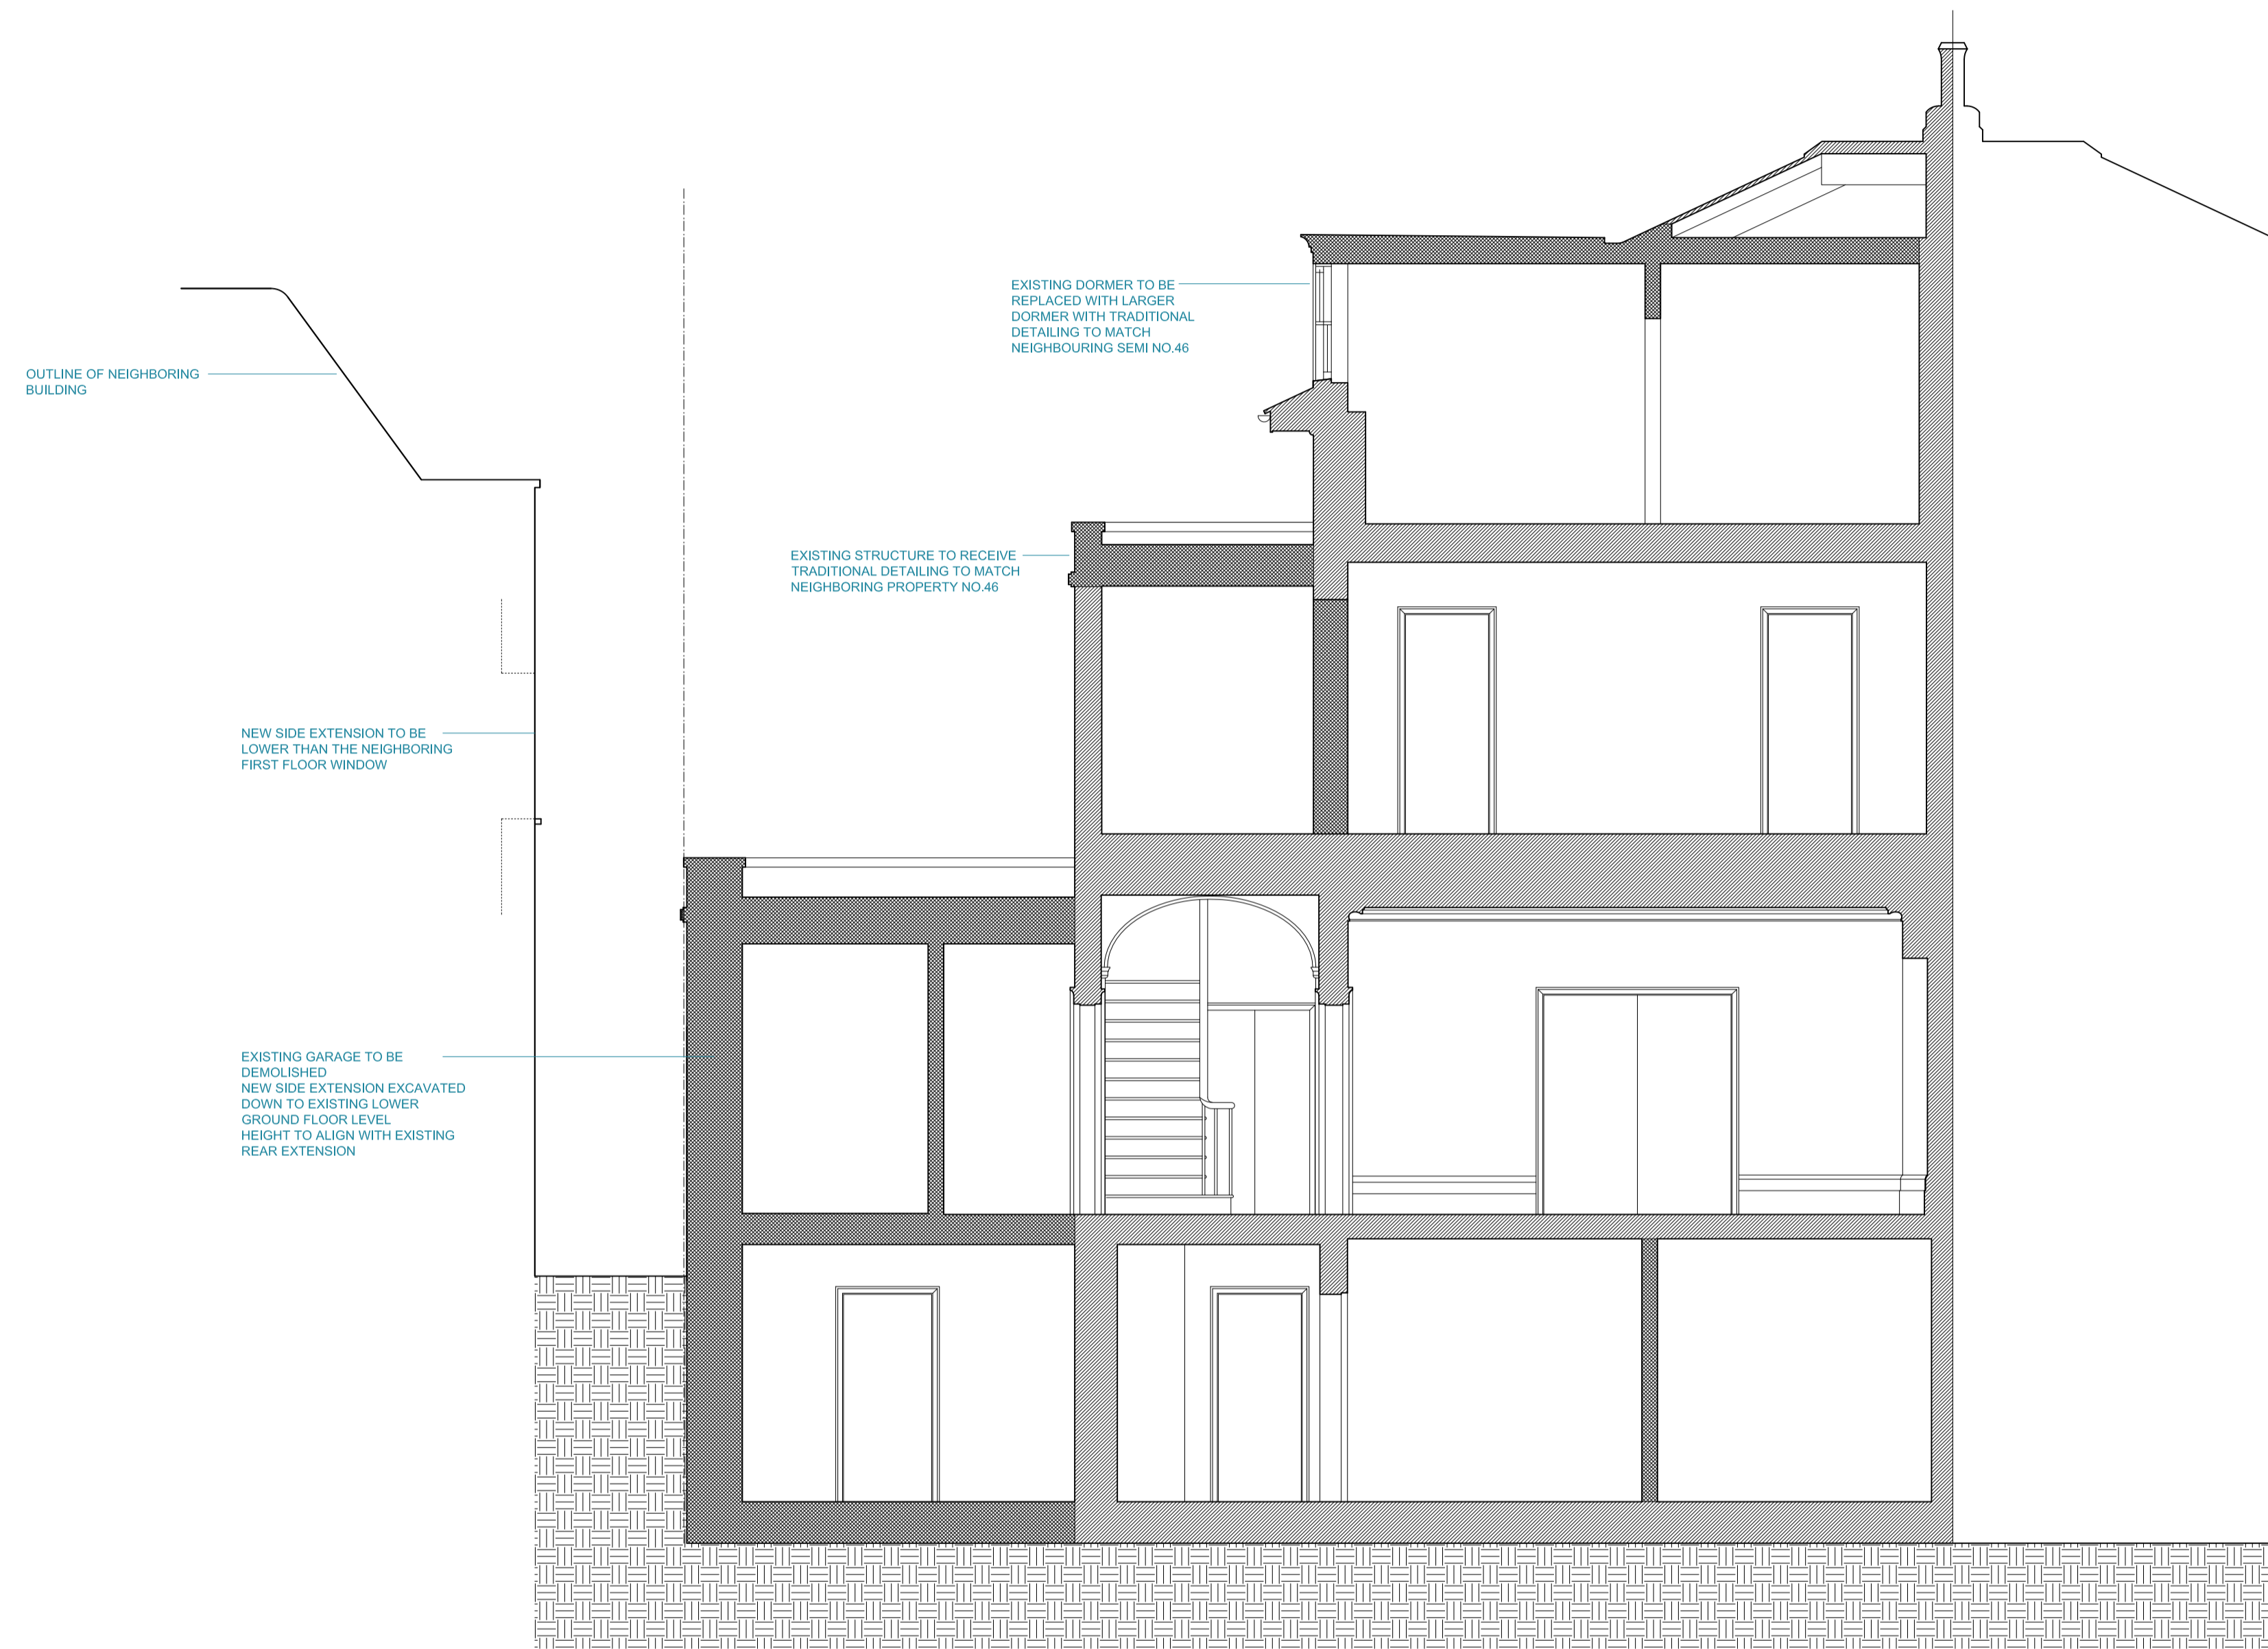 EXISTING DORMER TO BE
REPLACED WITH LARGER
DORMER WITH TRADITIONAL
DETAILING TO MATCH
NEIGHBOURING SEMI NO.46
OUTLINE OF NEIGHBORING
BUILDING
EXISTING STRUCTURE TO RECEIVE
TRADITIONAL DETAILING TO MATCH
NEIGHBORING PROPERTY NO.46
NEW SIDE EXTENSION TO BE
LOWER THAN THE NEIGHBORING
FIRST FLOOR WINDOW
EXISTING GARAGE TO BE
DEMOLISHED
NEW SIDE EXTENSION EXCAVATED
DOWN TO EXISTING LOWER
GROUND FLOOR LEVEL
HEIGHT TO ALIGN WITH EXISTING
REAR EXTENSION